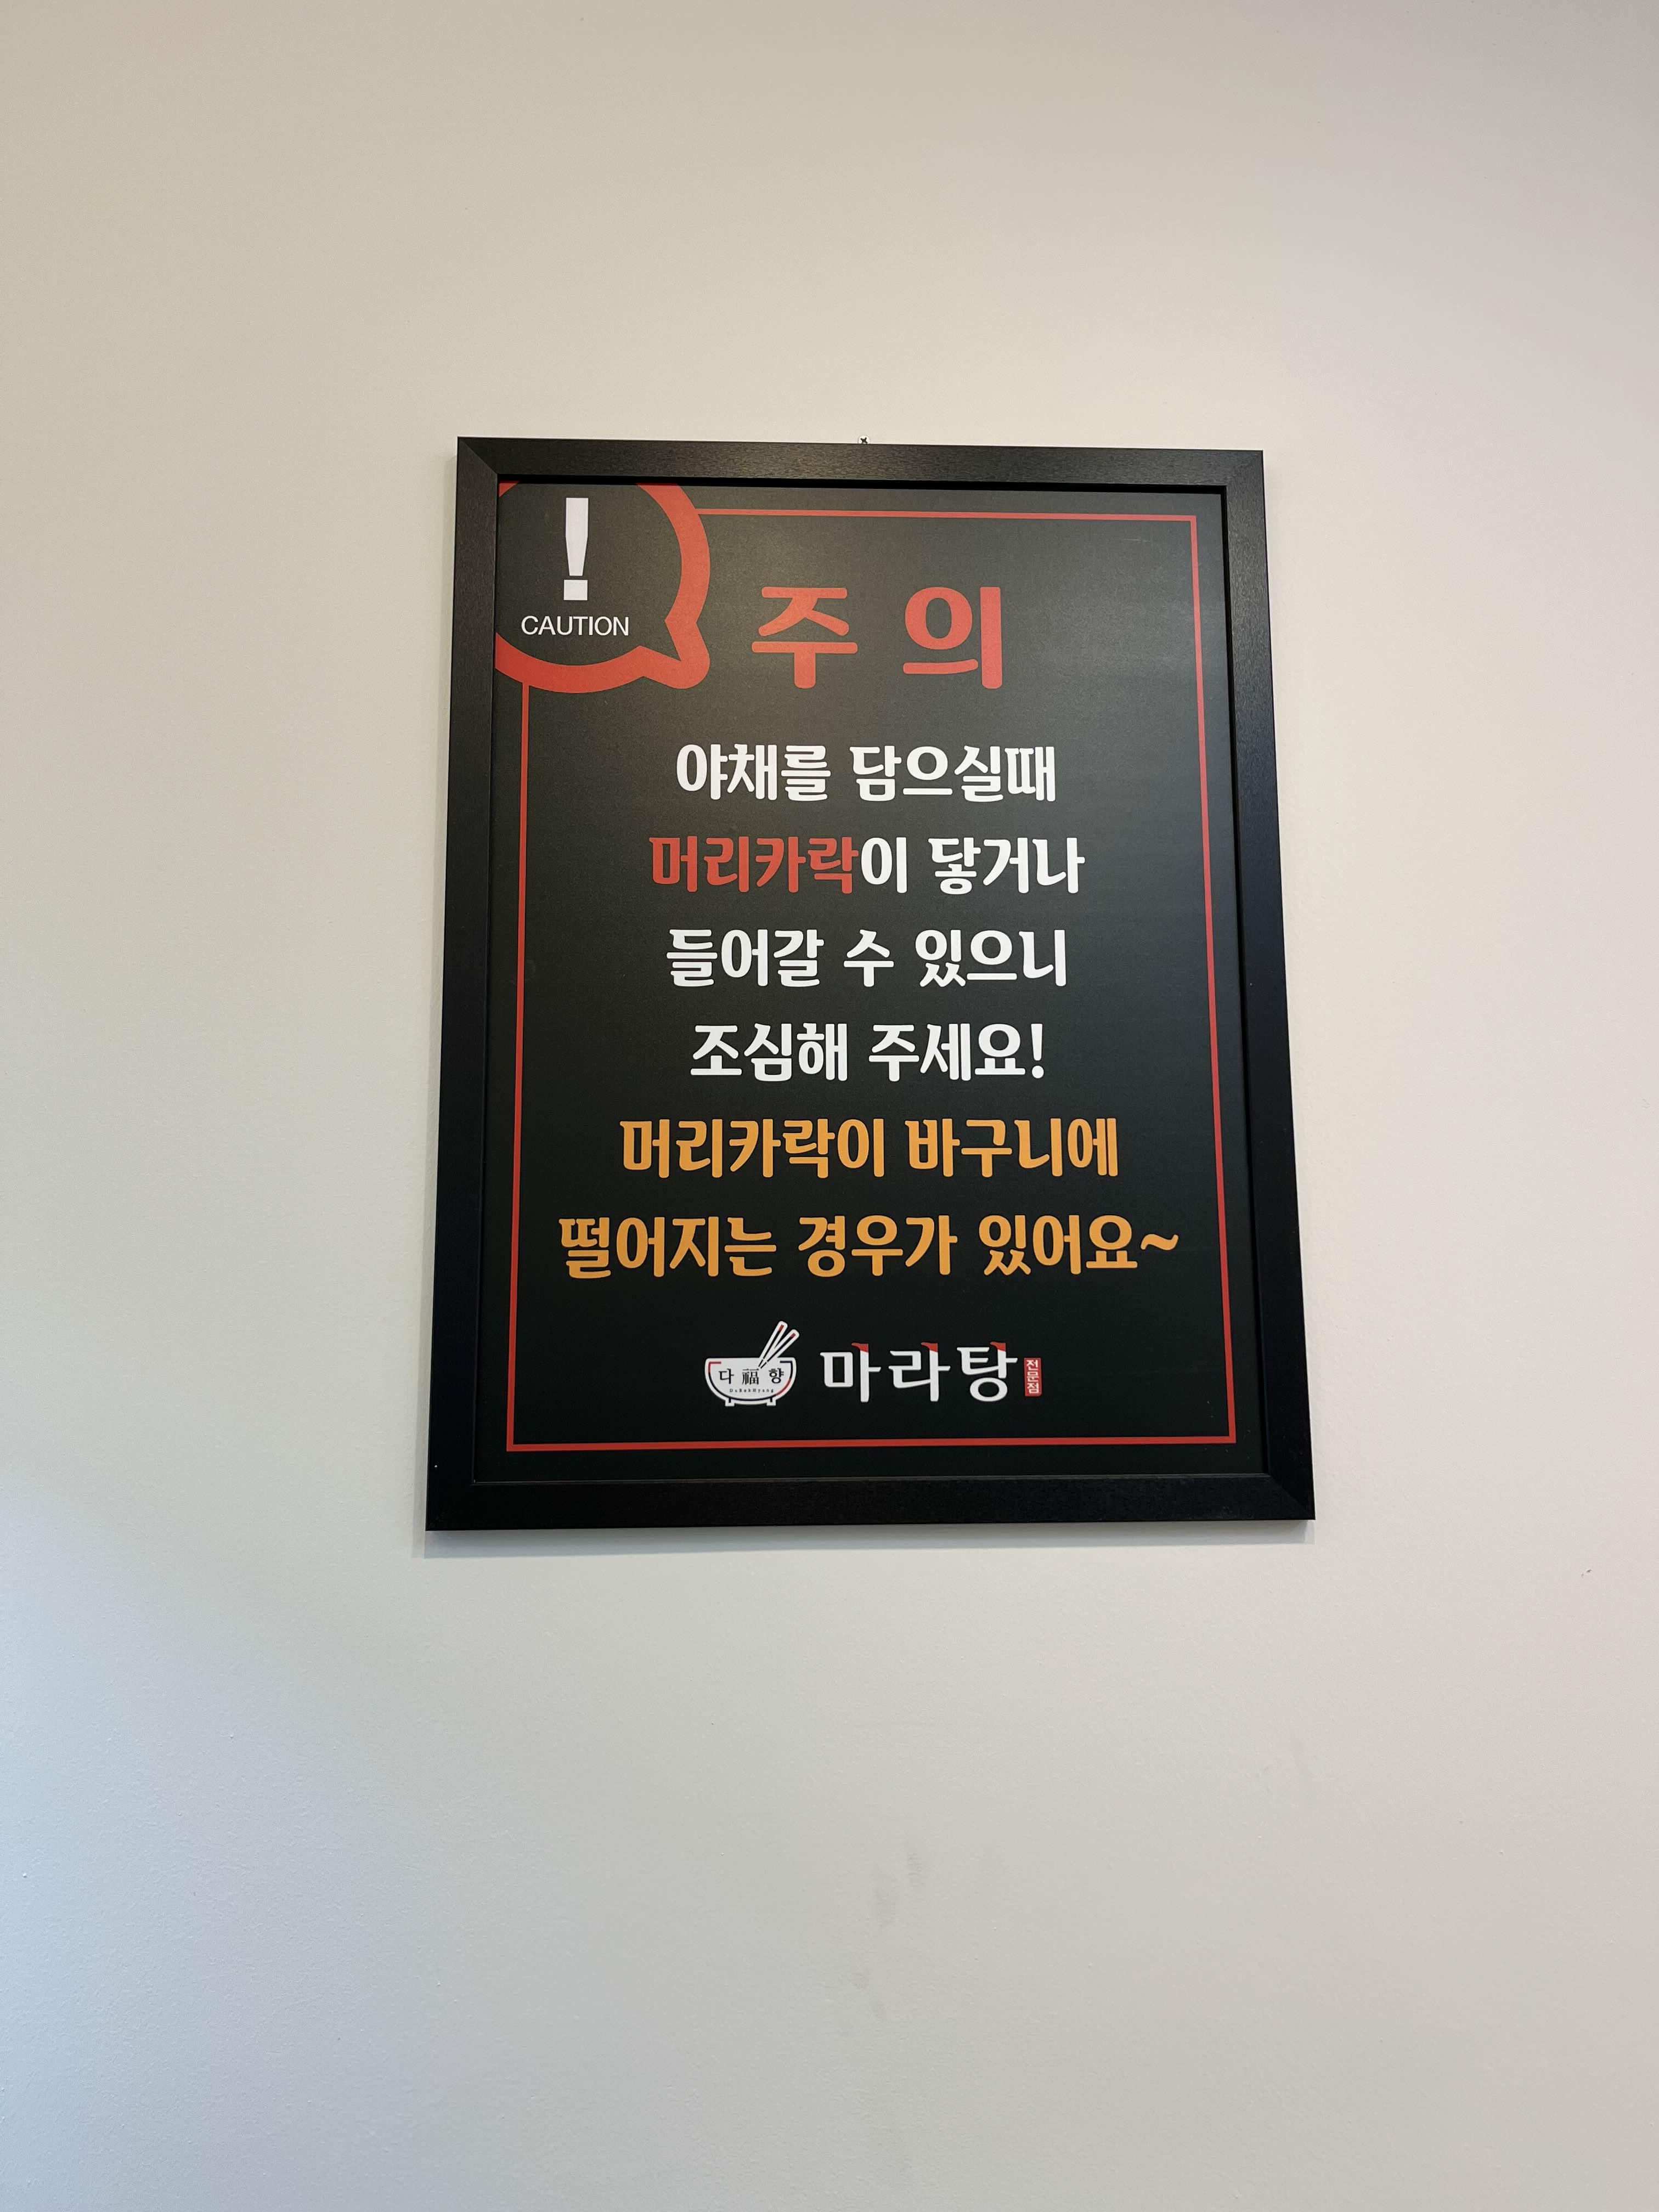 !
CAUTION
주의
야채를 담으실때
머리카락이 닿거나
들어갈 수 있으니
조심해 주세요!
머리카락이 바구니에
떨어지는 경우가 있어요~
다福향
DaBokHyang
마라탕
전문점